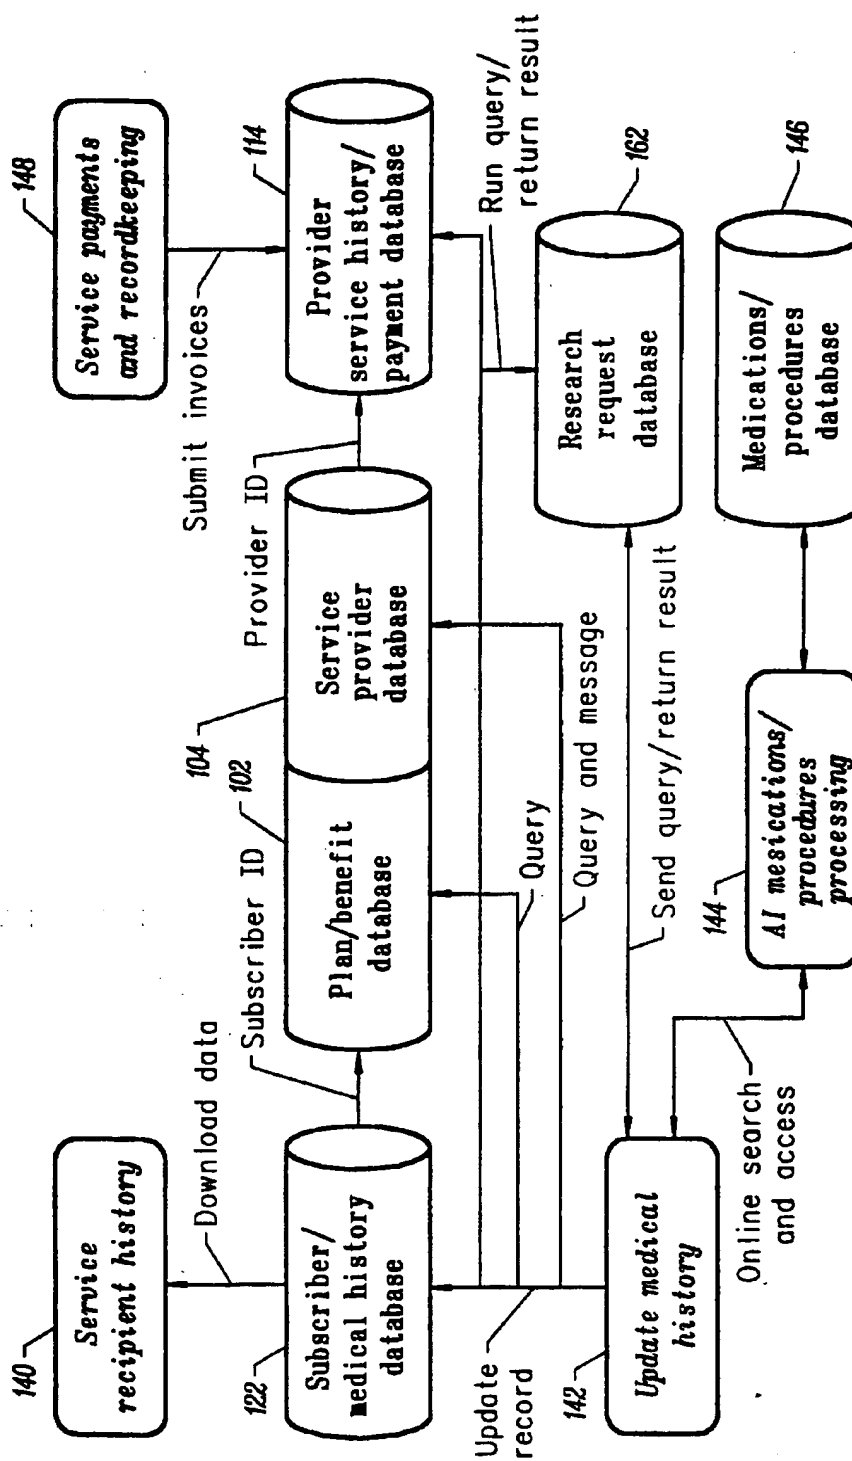 140
Service
recipient history
148
Service payments
and recordkeeping
Download data
Subscriber ID
Provider ID
Submit invoices
122
Subscriber/
medical history
database
102
Plan/benefit
database
104
Service
provider
database
114
Provider
service history/
payment database
Update
record
Query
Query and message
Run query/
return result
142
Update medical
history
Send query/return result
162
Research
request
database
Online search
and access
144
AI mesications/
procedures
processing
146
Medications/
procedures
database